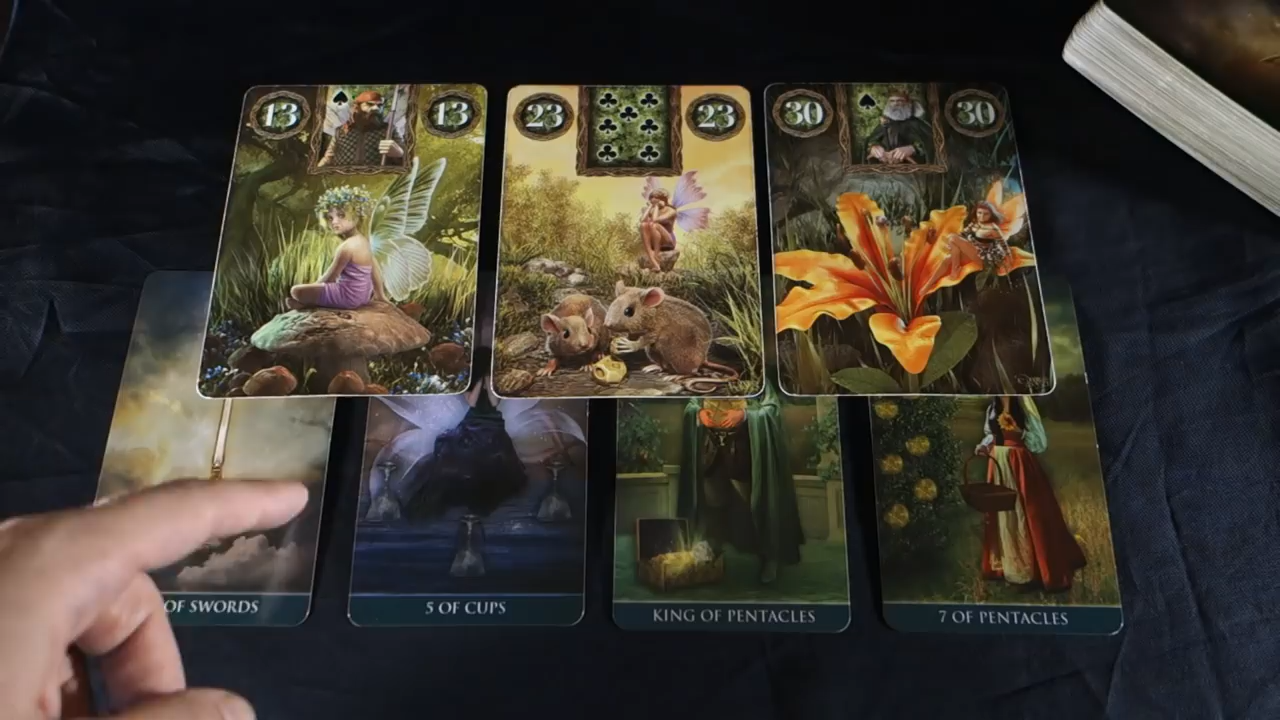 13 13
23 23
30 30
OF SWORDS
5 OF CUPS
KING OF PENTACLES
7 OF PENTACLES